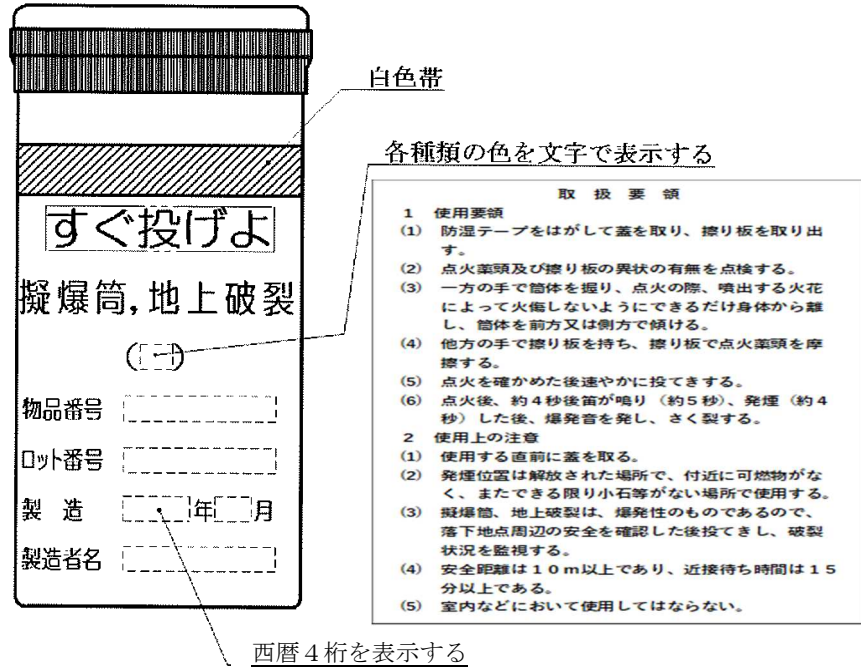 白色帯
各種類の色を文字で表示する
すぐ投げよ
擬爆筒,地上破裂
( )
物品番号
ロット番号
製 造 年 月
製造者名
西暦4桁を表示する
取 扱 要 領
1 使用要領
(1) 防湿テープをはがして蓋を取り、擦り板を取り出
す。
(2) 点火薬頭及び擦り板の異状の有無を点検する。
(3) 一方の手で筒体を握り、点火の際、噴出する火花
によって火傷しないようにできるだけ身体から離
し、筒体を前方又は側方で傾ける。
(4) 他方の手で擦り板を持ち、擦り板で点火薬頭を摩
擦する。
(5) 点火を確かめた後速やかに投てきする。
(6) 点火後、約4秒後笛が鳴り(約5秒)、発煙(約4
秒)した後、爆発音を発し、さく裂する。
2 使用上の注意
(1) 使用する直前に蓋を取る。
(2) 発煙位置は解放された場所で、付近に可燃物がな
く、またできる限り小石等がない場所で使用する。
(3) 擬爆筒、地上破裂は、爆発性のものであるので、
落下地点周辺の安全を確認した後投てきし、破裂
状況を監視する。
(4) 安全距離は10m以上であり、近接待ち時間は15
分以上である。
(5) 室内などにおいて使用してはならない。